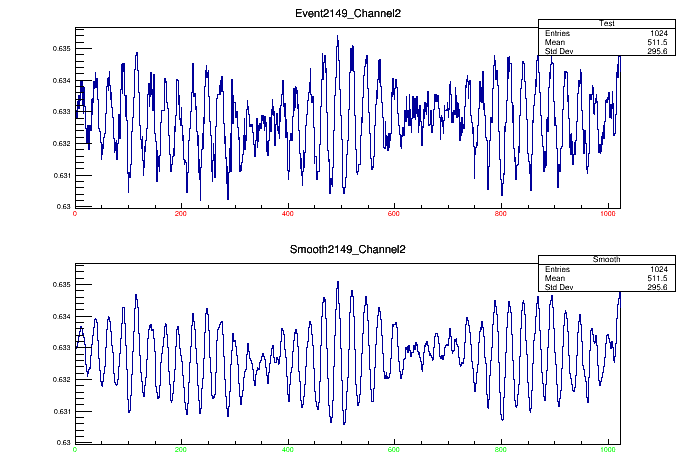 Event2149_Channel2
Test
Entries 1024
Mean 511.5
Std Dev 295.6
0.635
0.634
0.633
0.632
0.631
0.63
0 200 400 600 800 1000
Smooth2149_Channel2
Smooth
Entries 1024
Mean 511.5
Std Dev 295.6
0.635
0.634
0.633
0.632
0.631
0.63
0 200 400 600 800 1000